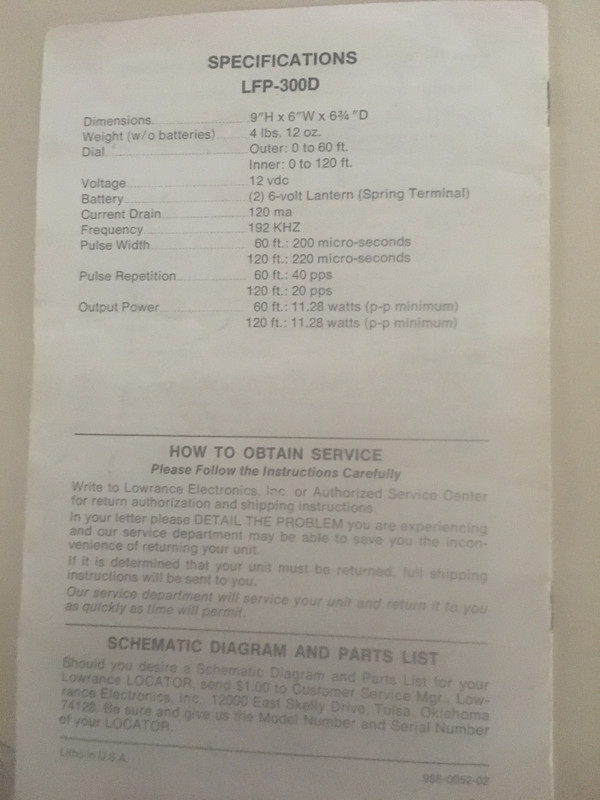 SPECIFICATIONS
LFP-300D
Dimensions 9"H x 6"W x 6¾"D
Weight (w/o batteries) 4 lbs. 12 oz.
Dial Outer: 0 to 60 ft.
Inner: 0 to 120 ft.
Voltage 12 vdc
Battery (2) 6-volt Lantern (Spring Terminal)
Current Drain 120 ma
Frequency 192 KHZ
Pulse Width 60 ft.: 200 micro-seconds
120 ft.: 220 micro-seconds
Pulse Repetition 60 ft.: 40 pps
120 ft.: 20 pps
Output Power 60 ft.: 11.28 watts (p-p minimum)
120 ft.: 11.28 watts (p-p minimum)
HOW TO OBTAIN SERVICE
Please Follow the Instructions Carefully
Write to Lowrance Electronics, Inc. or Authorized Service Center
for return authorization and shipping instructions.
In your letter please DETAIL THE PROBLEM you are experiencing
and our service department may be able to save you the incon-
venience of returning your unit.
If it is determined that your unit must be returned, full shipping
instructions will be sent to you.
Our service department will service your unit and return it to you
as quickly as time will permit.
SCHEMATIC DIAGRAM AND PARTS LIST
Should you desire a Schematic Diagram and Parts List for your
Lowrance LOCATOR, send $1.00 to Customer Service Mgr., Low-
rance Electronics, Inc., 12000 East Skelly Drive, Tulsa, Oklahoma
74128. Be sure and give us the Model Number and Serial Number
of your LOCATOR.
Litho in U.S.A.
988-0052-02